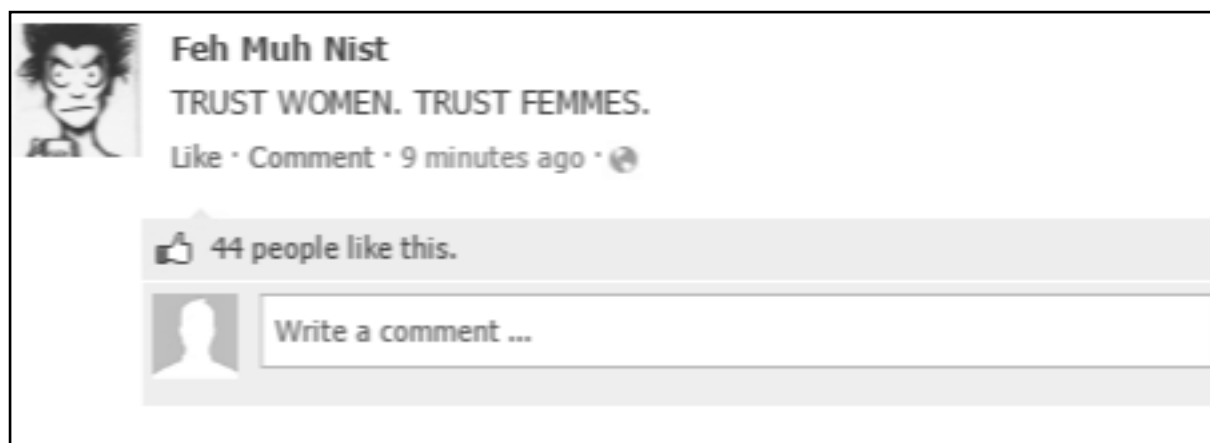 Feh Muh Nist
TRUST WOMEN. TRUST FEMMES.
Like · Comment · 9 minutes ago ·
44 people like this.
Write a comment ...